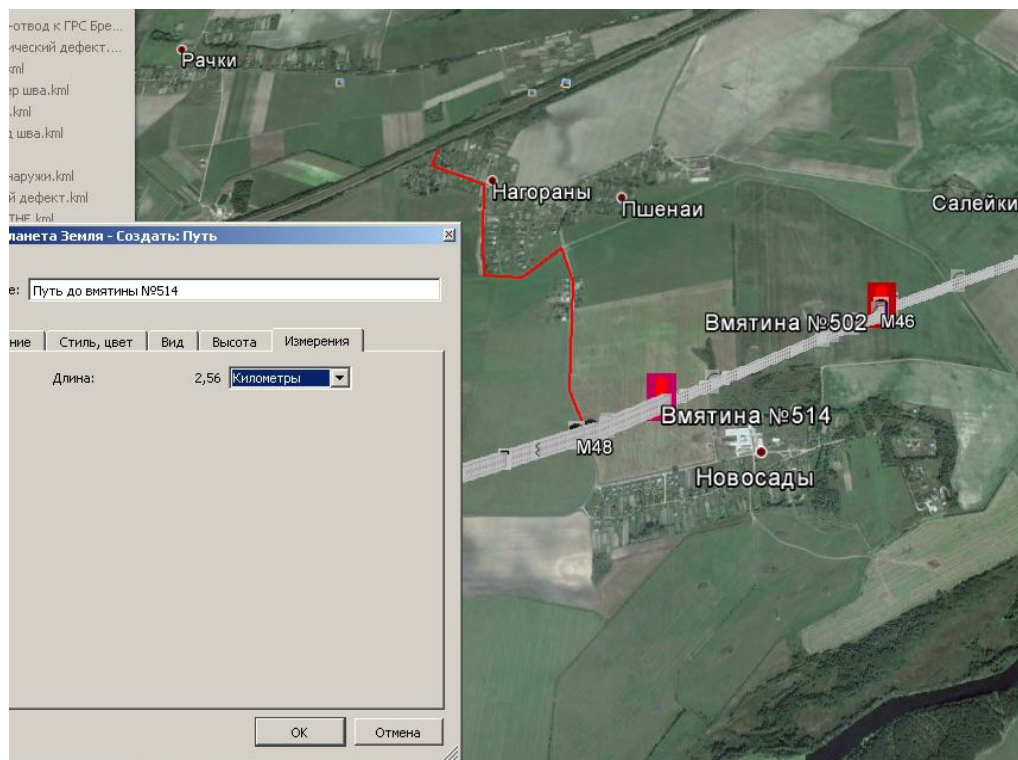 -отвод к ГРС Бре...
ический дефект....
kml
ер шва.kml
.kml
д шва.kml
наружи.kml
й дефект.kml
THE.kml
ланета Земля - Создать: Путь
е: Путь до вмятины №514
ние Стиль, цвет Вид Высота Измерения
Длина: 2,56 Километры
ОК Отмена
Рачки
Нагораны
Пшенаи
Салейки
Вмятина №502 М46
Вмятина №514
М48
Новосады